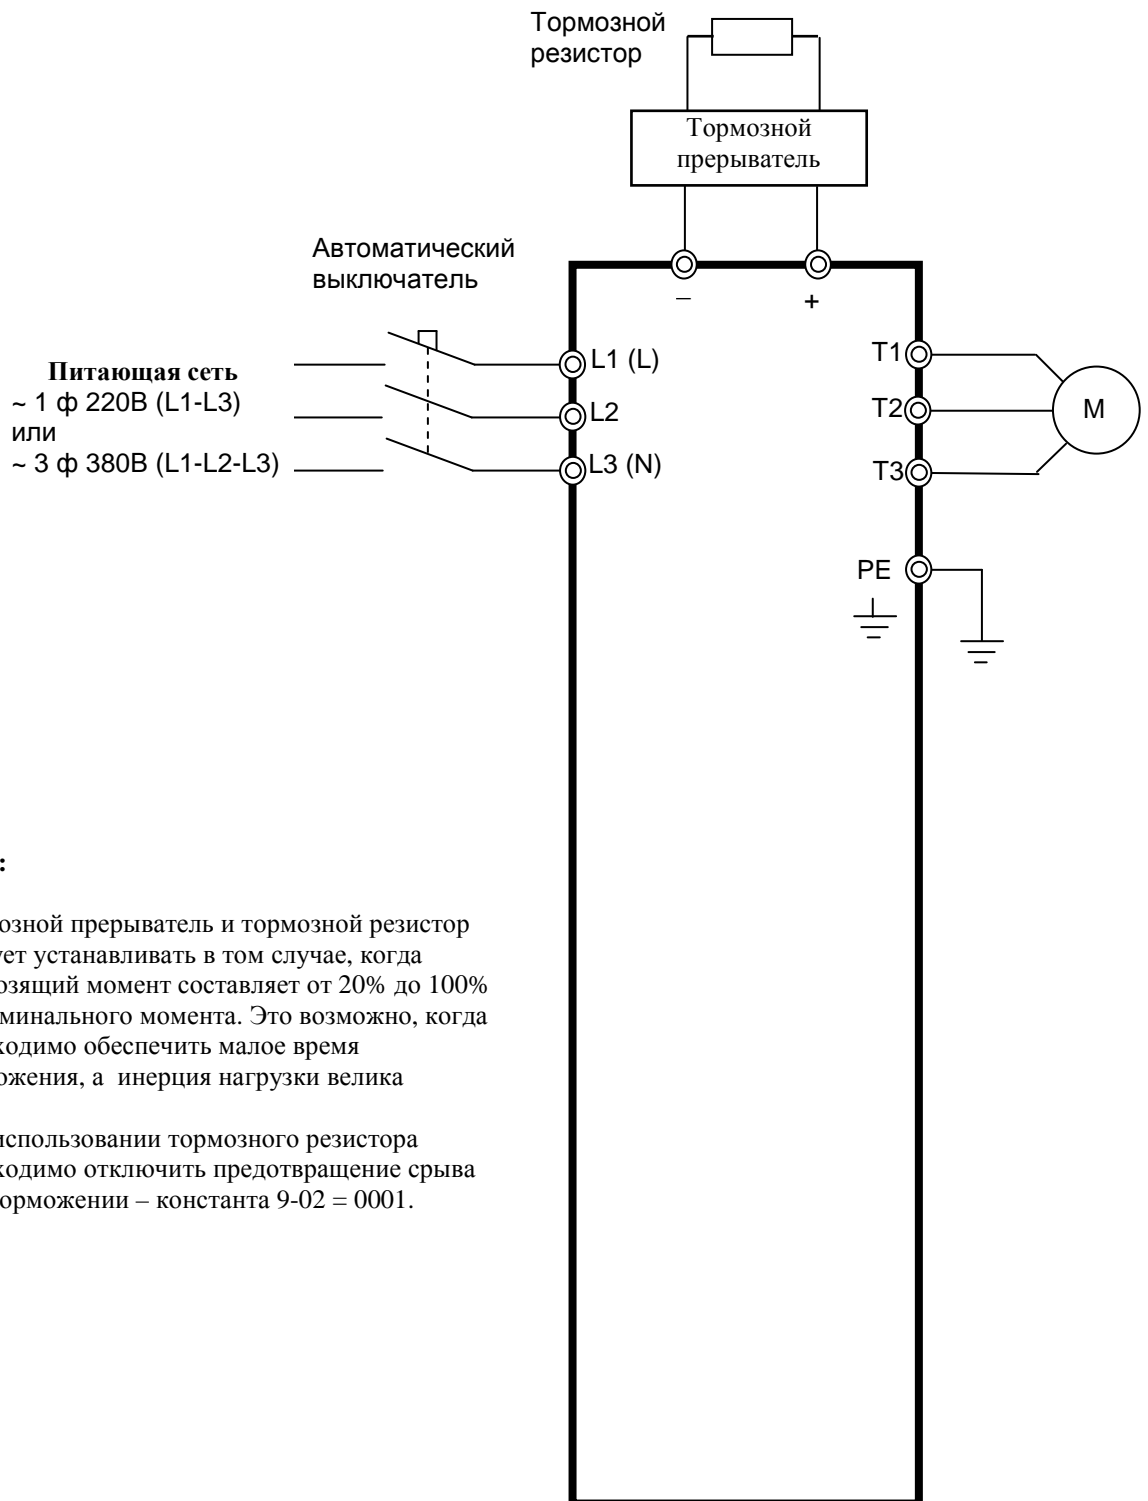 Тормозной
резистор
Тормозной
прерыватель
Автоматический
выключатель
– +
L1 (L)
L2
L3 (N)
Питающая сеть
~ 1 ф 220В (L1-L3)
или
~ 3 ф 380В (L1-L2-L3)
T1
T2
T3
M
PE
:
озной прерыватель и тормозной резистор
ует устанавливать в том случае, когда
озящий момент составляет от 20% до 100%
минального момента. Это возможно, когда
ходимо обеспечить малое время
ожения, а инерция нагрузки велика
использовании тормозного резистора
ходимо отключить предотвращение срыва
орможении – константа 9-02 = 0001.